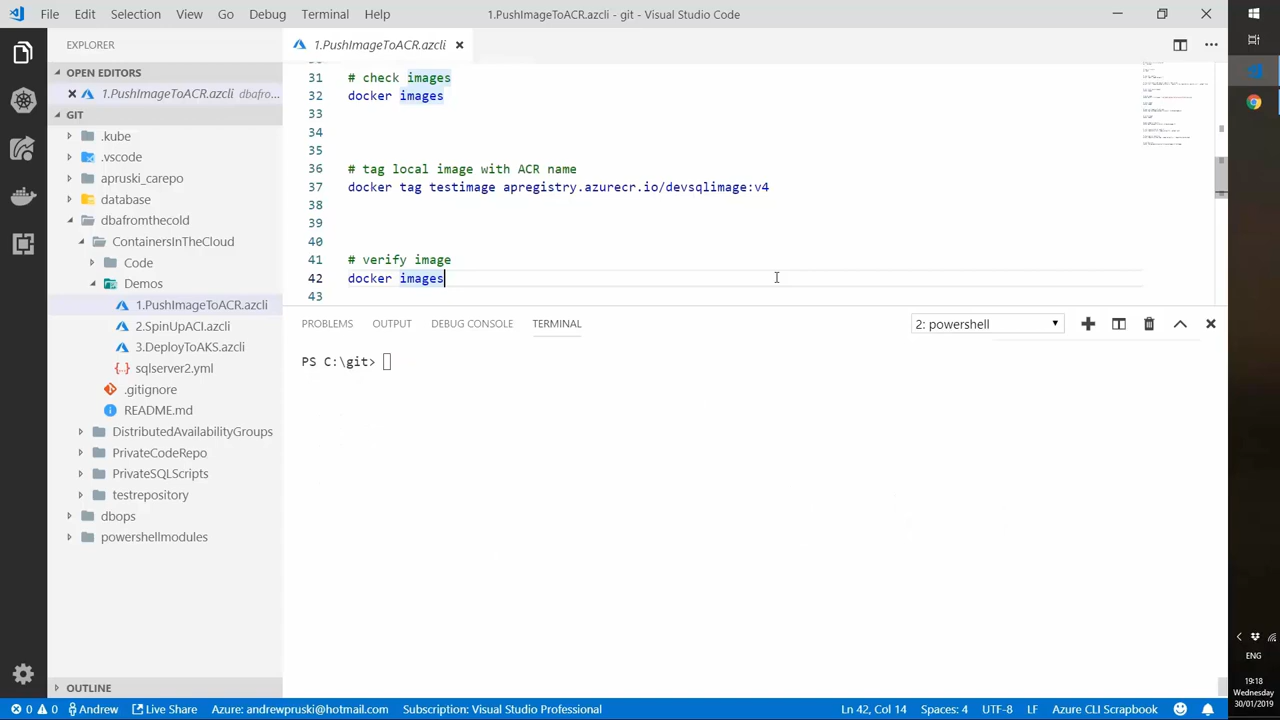 File Edit Selection View Go Debug Terminal Help
1.PushImageToACR.azcli - git - Visual Studio Code
EXPLORER
OPEN EDITORS
1.PushImageToACR.azcli dbafro...
GIT
.kube
.vscode
apruski_carepo
database
dbafromthecold
ContainersInTheCloud
Code
Demos
1.PushImageToACR.azcli
2.SpinUpACI.azcli
3.DeployToAKS.azcli
sqlserver2.yml
.gitignore
README.md
DistributedAvailabilityGroups
PrivateCodeRepo
PrivateSQLScripts
testrepository
dbops
powershellmodules
OUTLINE
1.PushImageToACR.azcli
31 # check images
32 docker images
33
34
35
36 # tag local image with ACR name
37 docker tag testimage apregistry.azurecr.io/devsqlimage:v4
38
39
40
41 # verify image
42 docker images
43
PROBLEMS OUTPUT DEBUG CONSOLE TERMINAL
2: powershell
PS C:\git>
0 0 Andrew Live Share Azure: andrewpruski@hotmail.com Subscription: Visual Studio Professional
Ln 42, Col 14 Spaces: 4 UTF-8 LF Azure CLI Scrapbook
ENG
19:18
Wednesday
30/01/2019